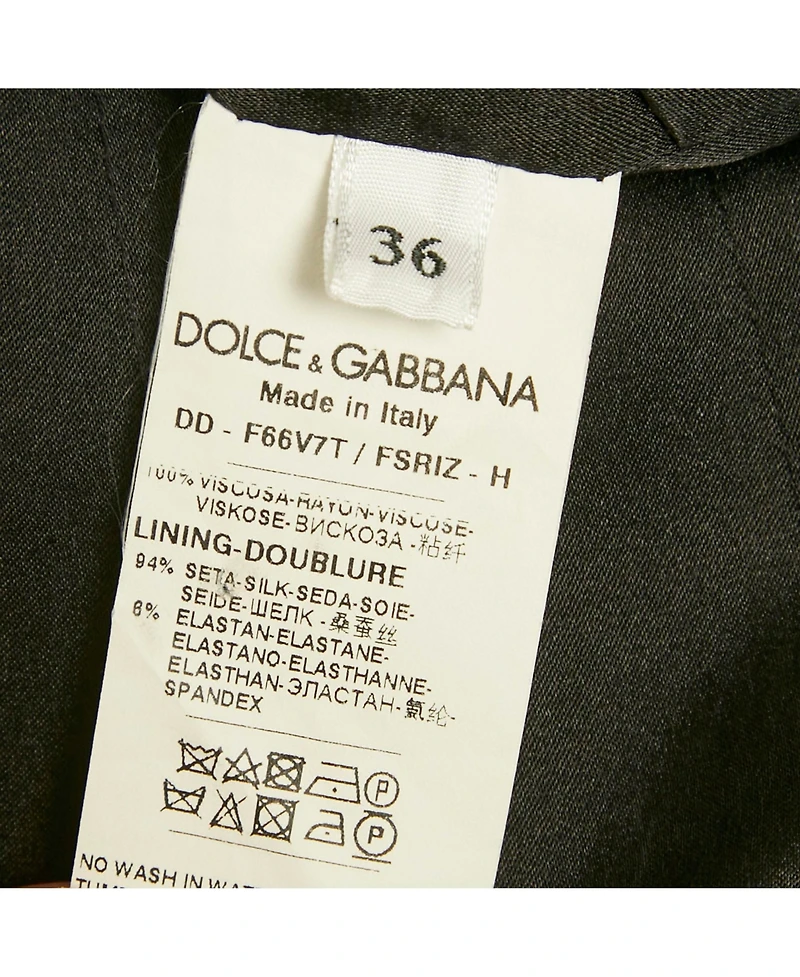 36
DOLCE & GABBANA
Made in Italy
DD - F66V7T / FSRIZ - H
100% VISCOSA-RAYON-VISCOSE-
VISKOSE-ВИСКОЗА -粘纤
LINING-DOUBLURE
94% SETA-SILK-SEDA-SOIE-
SEIDE-ШЕЛК - 桑蚕丝
6% ELASTAN-ELASTANE-
ELASTANO-ELASTHANNE-
ELASTHAN-ЭЛАСТАН-氨纶-
SPANDEX
P
P
NO WASH IN